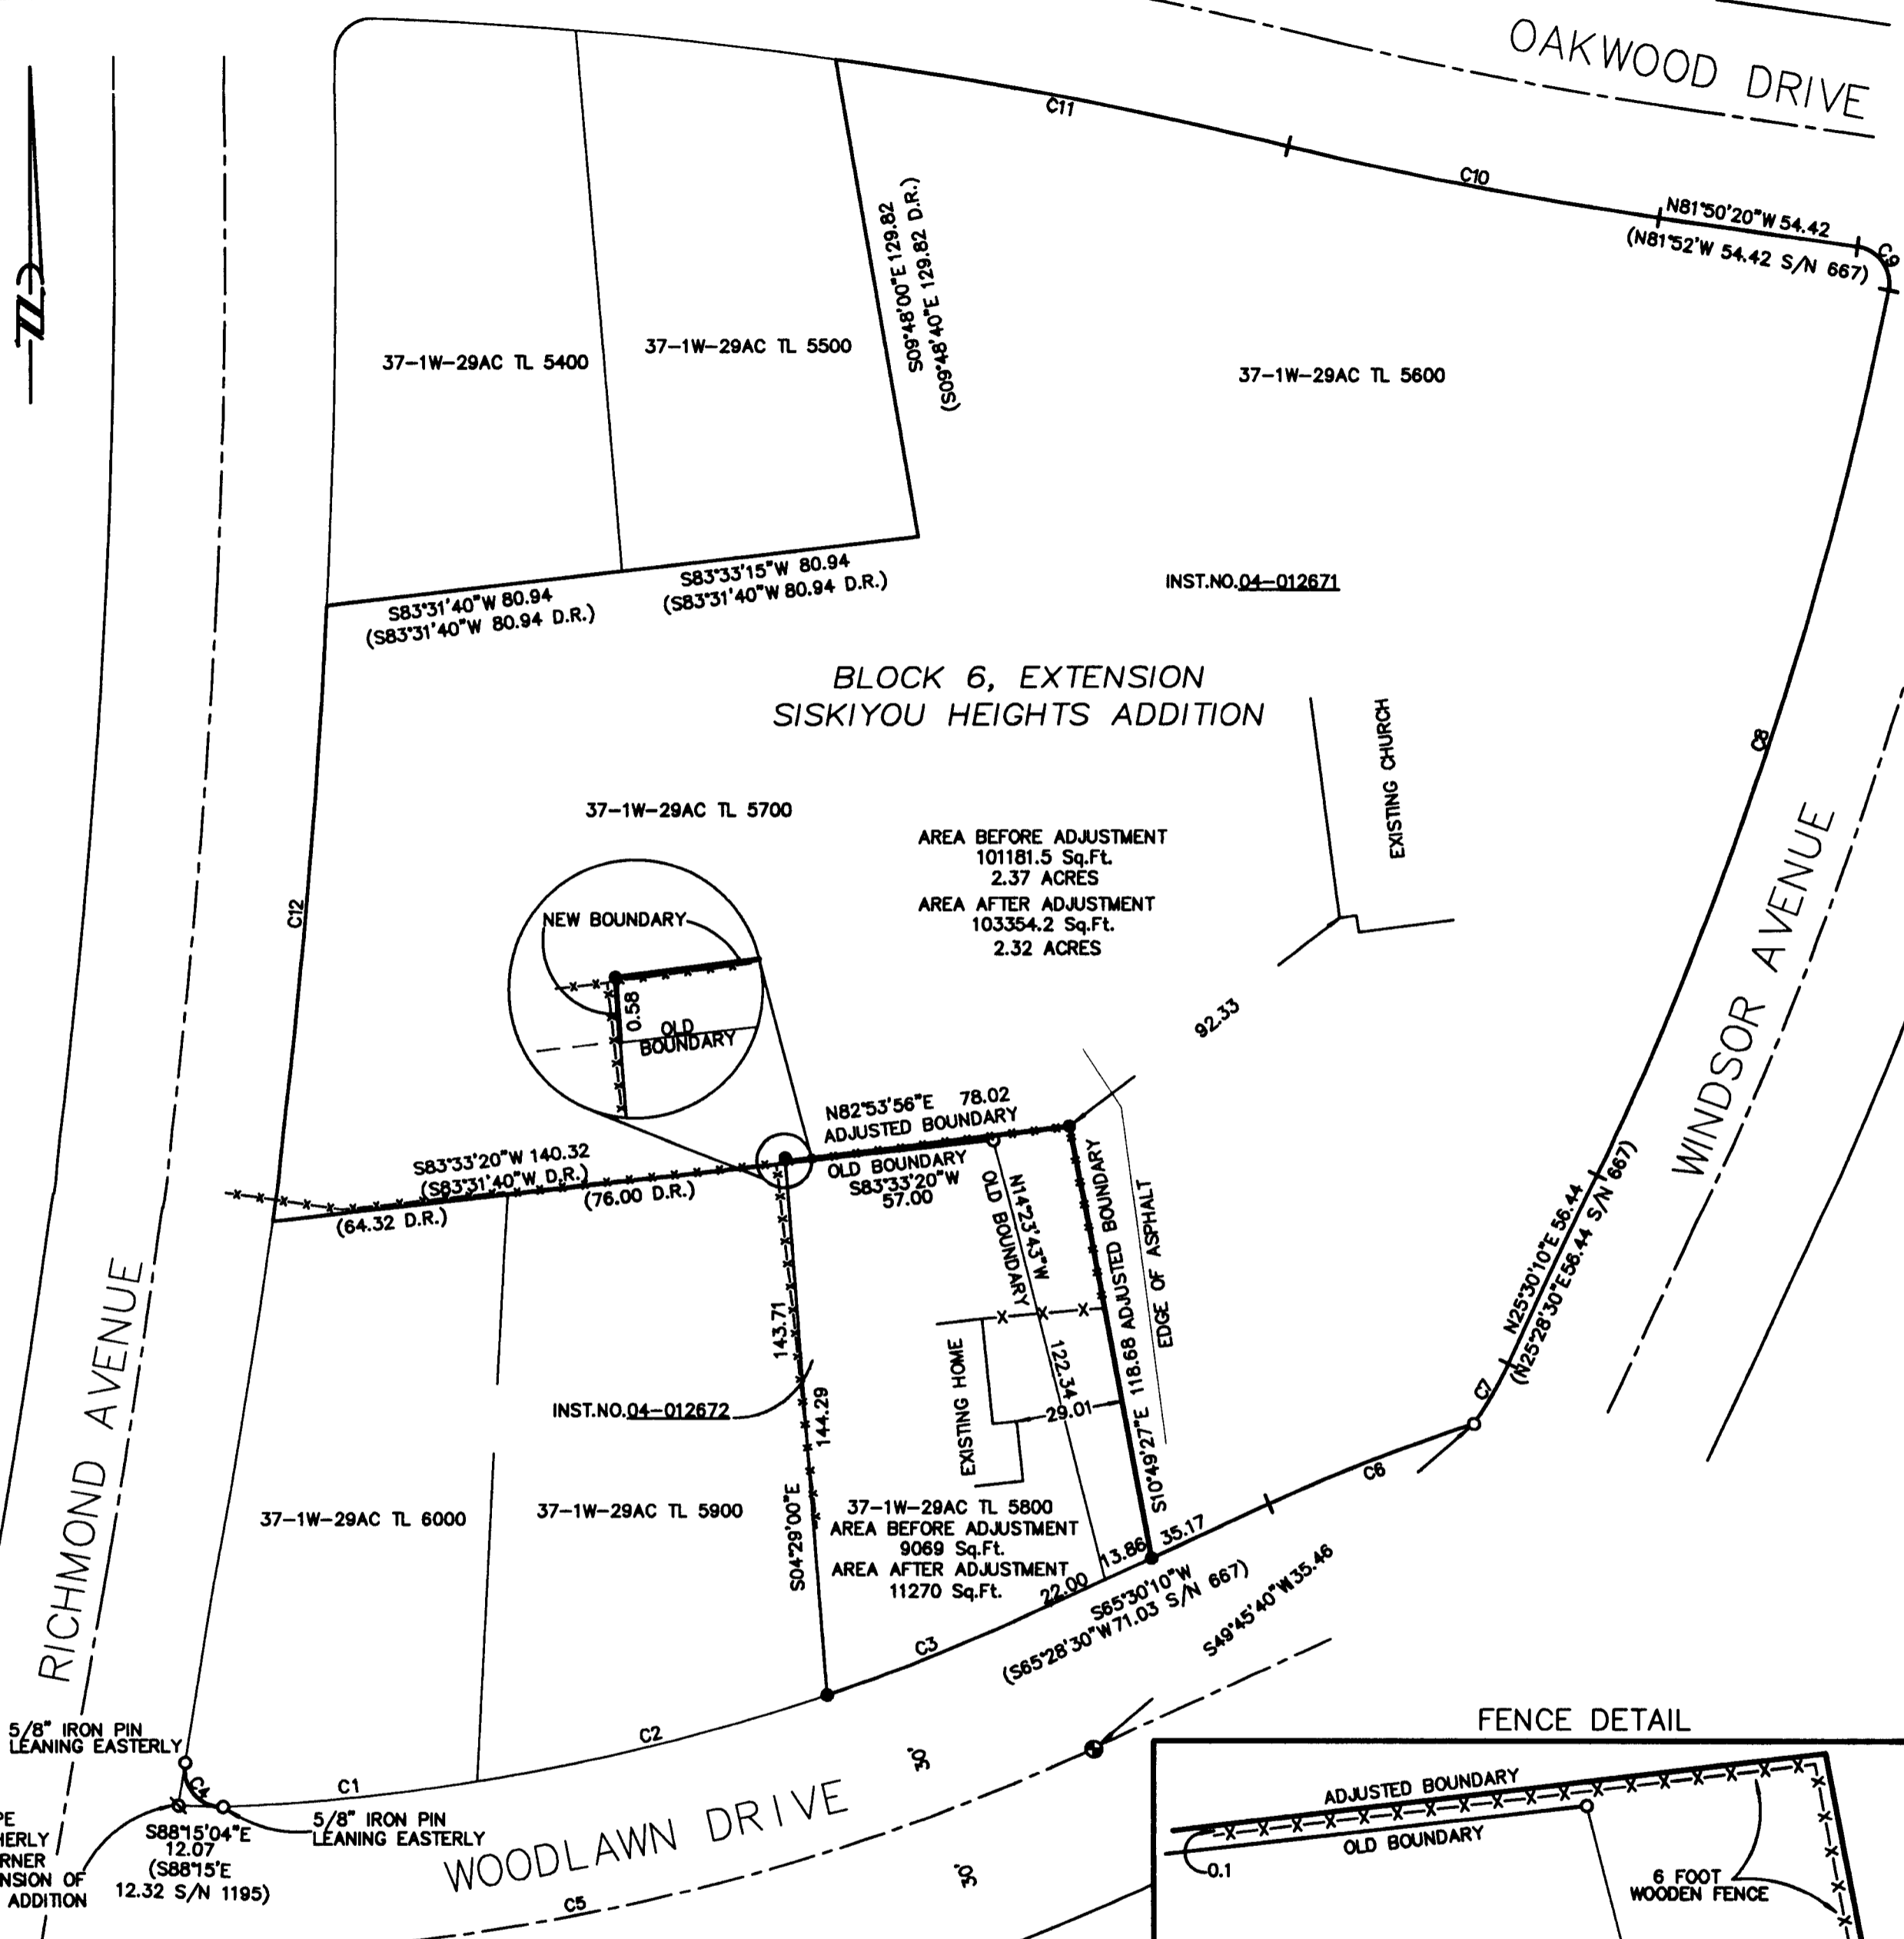 OAKWOOD DRIVE
C11
C10
N81°50'20"W 54.42
(N81°52'W 54.42 S/N 667)
C9
S09°48'00"E 129.82
(S09°48'40"E 129.82 D.R.)
37-1W-29AC TL 5400
37-1W-29AC TL 5500
37-1W-29AC TL 5600
S83°31'40"W 80.94
(S83°31'40"W 80.94 D.R.)
S83°33'15"W 80.94
(S83°31'40"W 80.94 D.R.)
INST.NO.04-012671
BLOCK 6, EXTENSION
SISKIYOU HEIGHTS ADDITION
EXISTING CHURCH
C8
37-1W-29AC TL 5700
AREA BEFORE ADJUSTMENT
101181.5 Sq.Ft.
2.37 ACRES
AREA AFTER ADJUSTMENT
103354.2 Sq.Ft.
2.32 ACRES
C12
NEW BOUNDARY
0.58
OLD
BOUNDARY
92.33
WINDSOR AVENUE
N82°53'56"E 78.02
ADJUSTED BOUNDARY
OLD BOUNDARY
S83°33'20"W
57.00
S83°33'20"W 140.32
(S83°31'40"W D.R.)
(64.32 D.R.)
(76.00 D.R.)
N14°23'43"W
OLD BOUNDARY
122.34
S10°49'27"E 118.68 ADJUSTED BOUNDARY
EDGE OF ASPHALT
N25°30'10"E 56.44
(N25°28'30"E56.44 S/N 667)
RICHMOND AVENUE
143.71
144.29
S04°29'00"E
INST.NO.04-012672
EXISTING HOME
29.01
C7
C6
37-1W-29AC TL 6000
37-1W-29AC TL 5900
37-1W-29AC TL 5800
AREA BEFORE ADJUSTMENT
9069 Sq.Ft.
AREA AFTER ADJUSTMENT
11270 Sq.Ft.
22.00
13.86
35.17
S65°30'10"W
(S65°28'30"W 71.03 S/N 667)
S49°45'40"W 35.46
C3
C2
C1
C4
5/8" IRON PIN
LEANING EASTERLY
5/8" IRON PIN
LEANING EASTERLY
PE
HERLY
RNER
NSION OF
ADDITION
S88°15'04"E
12.07
(S88°15'E
12.32 S/N 1195)
WOODLAWN DRIVE
30'
30'
C5
FENCE DETAIL
ADJUSTED BOUNDARY
OLD BOUNDARY
0.1
6 FOOT
WOODEN FENCE